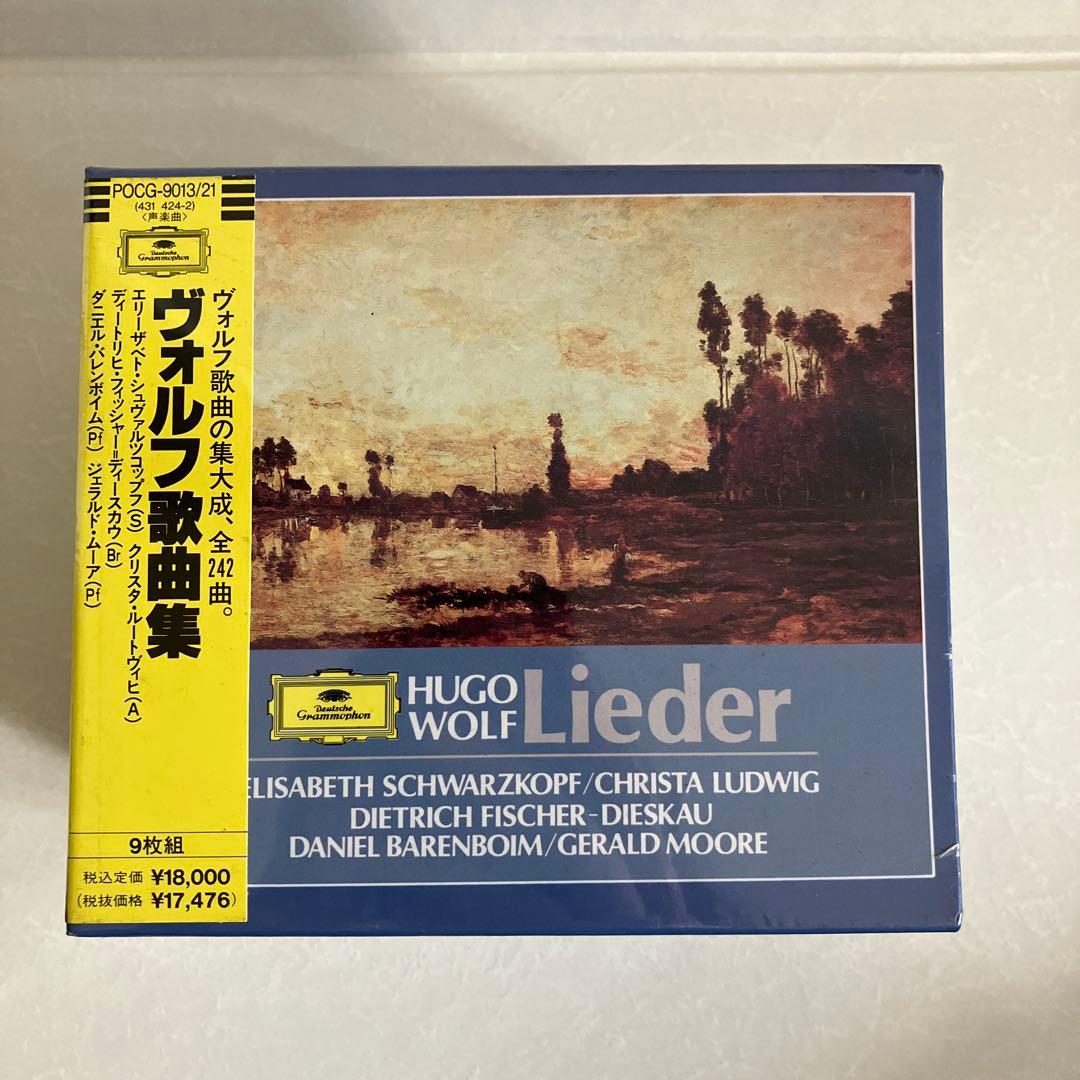 POCG-9013/21
(431 424-2)
〈声楽曲〉
Deutsche
Grammophon
ヴォルフ歌曲の集大成、全242曲。
ヴォルフ歌曲集
エリーザベト・シュヴァルツコップフ(S) クリスタ・ルートヴィヒ(A)
ディートリヒ・フィッシャー=ディースカウ(Br)
ダニエル・バレンボイム(Pf) ジェラルド・ムーア(Pf)
9枚組
税込定価 ¥18,000
(税抜価格 ¥17,476)
Deutsche
Grammophon
HUGO
WOLF
Lieder
ELISABETH SCHWARZKOPF/CHRISTA LUDWIG
DIETRICH FISCHER-DIESKAU
DANIEL BARENBOIM/GERALD MOORE